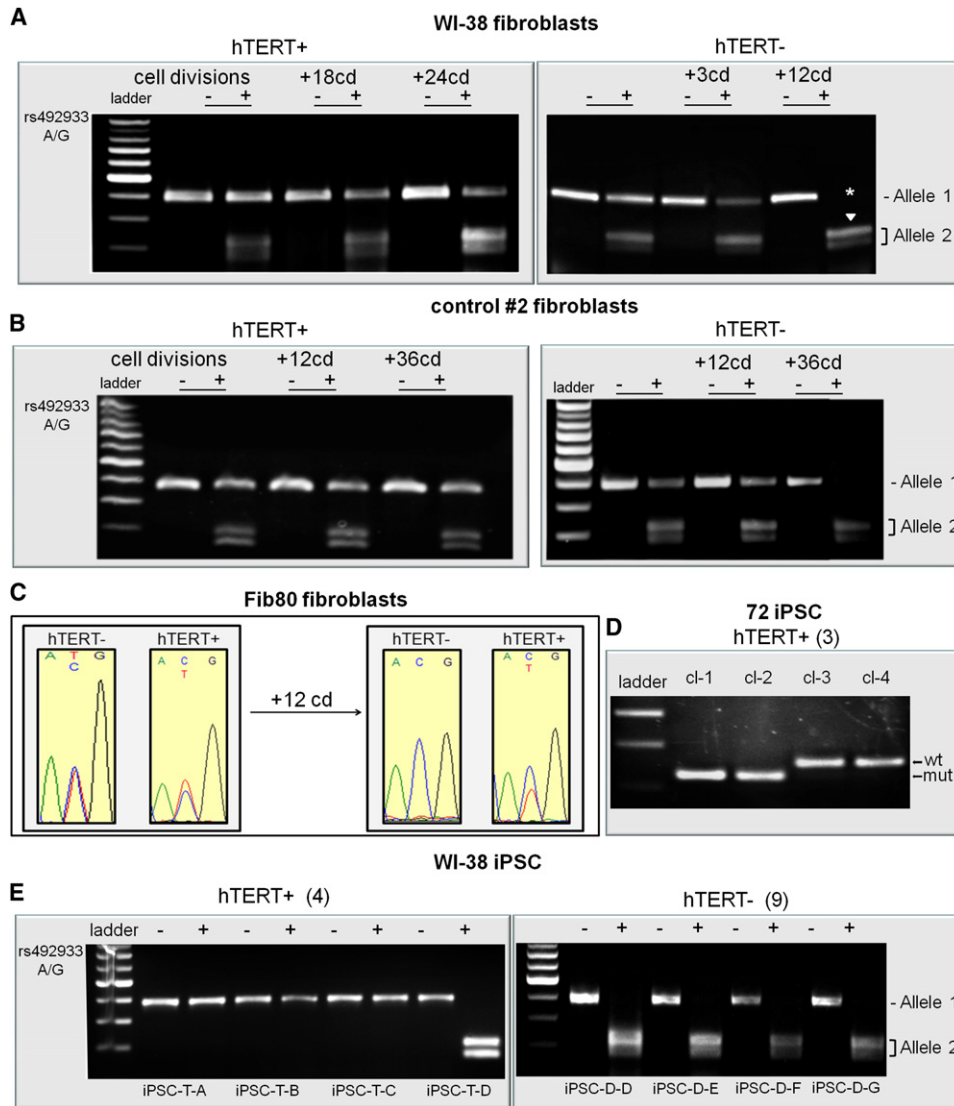 A
WI-38 fibroblasts
hTERT+
hTERT-
cell divisions +18cd +24cd
+3cd +12cd
ladder - + - + - +
- + - + - +
rs492933
A/G
*
- Allele 1
] Allele 2
B
control #2 fibroblasts
hTERT+
hTERT-
cell divisions +12cd +36cd
+12cd +36cd
ladder - + - + - +
ladder - + - + - +
rs492933
A/G
- Allele 1
] Allele 2
C
Fib80 fibroblasts
hTERT-
hTERT+
A T G
C
A C G
T
+12 cd
hTERT-
hTERT+
A C G
A C G
T
72 iPSC
D
hTERT+ (3)
ladder cl-1 cl-2 cl-3 cl-4
wt
mut
WI-38 iPSC
E
hTERT+ (4)
hTERT- (9)
ladder - + - + - + - +
- + - + - + - +
rs492933
A/G
- Allele 1
] Allele 2
iPSC-T-A iPSC-T-B iPSC-T-C iPSC-T-D
iPSC-D-D iPSC-D-E iPSC-D-F iPSC-D-G